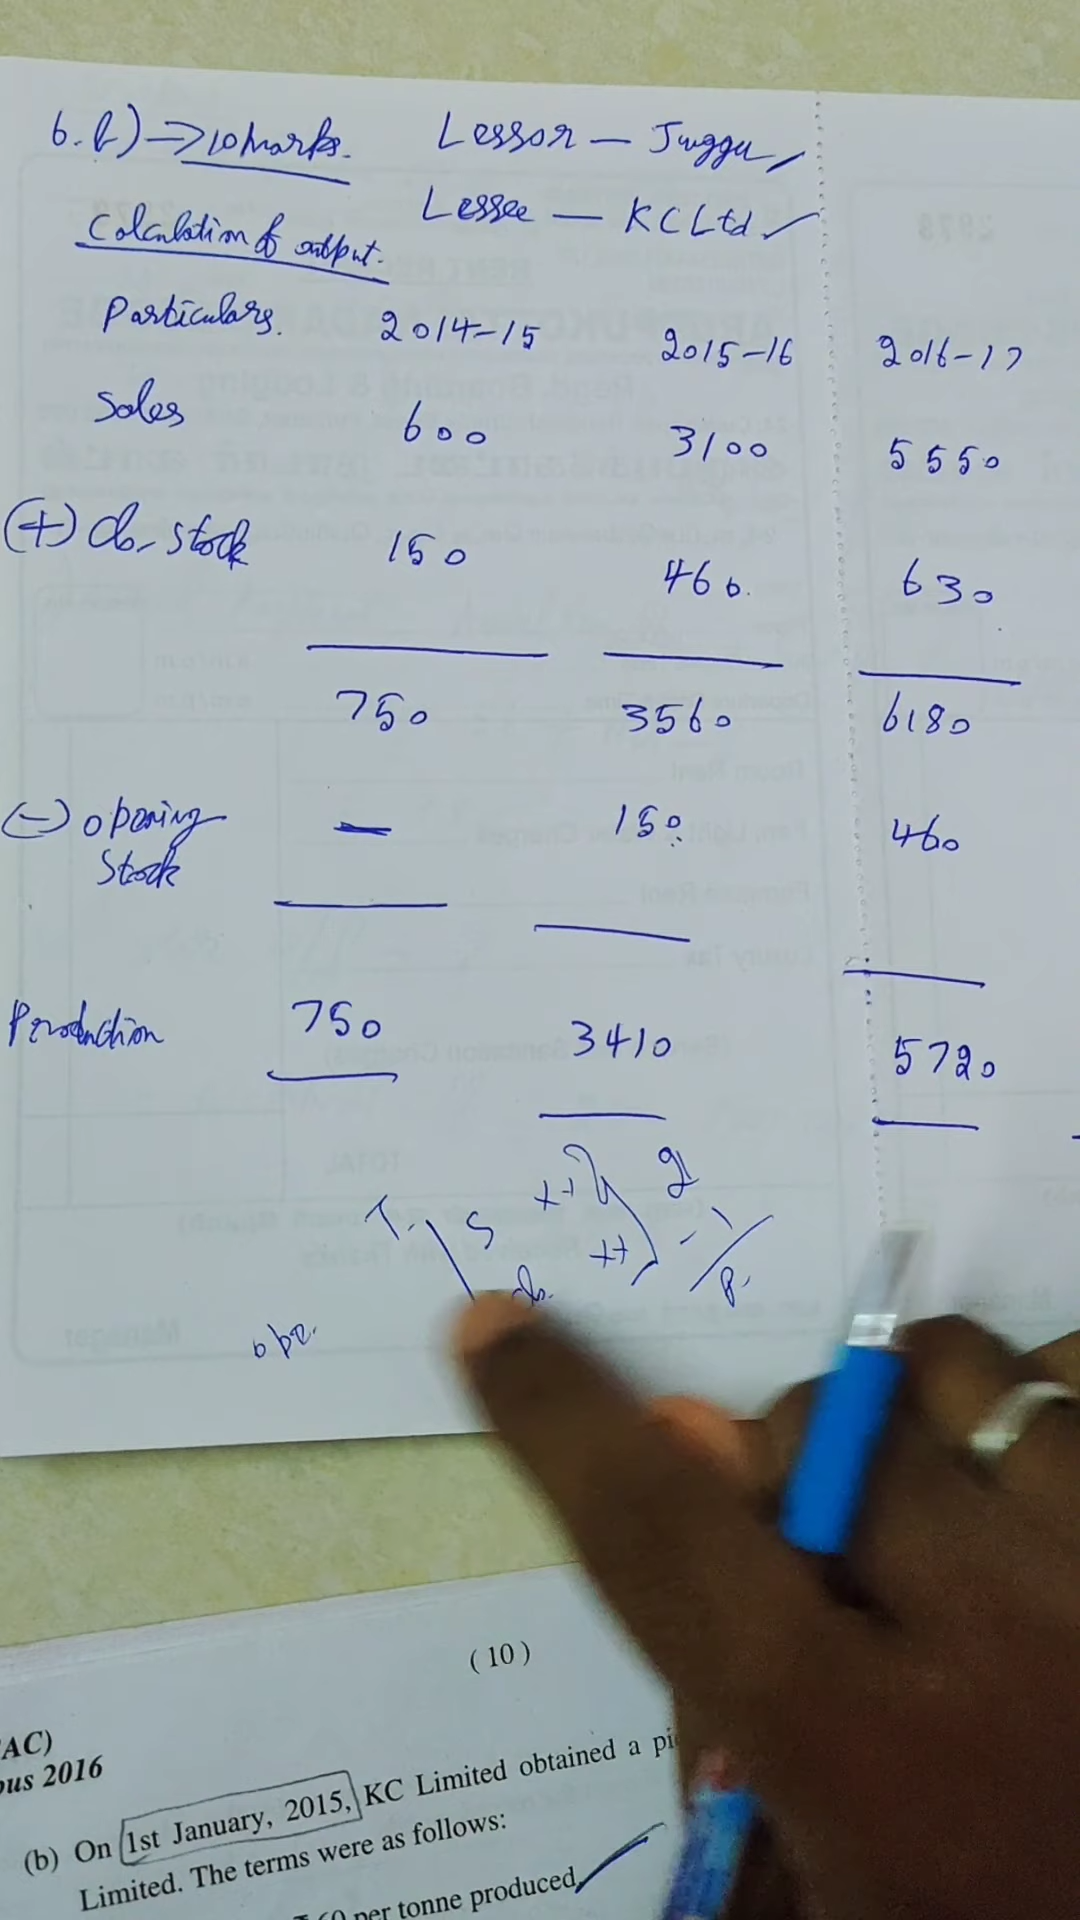 6.b) → 10 marks. Lessor – Juggu
Lessee – KC Ltd
Calculation of output.
Particulars. 2014-15 2015-16 2016-17
Sales 600 3100 5550
(+) clo-stock 150 460. 630
750 3560 6180
(-) opening stock — 150 460
Production 750 3410 5720
T. S
ope.
(10)
AC)
us 2016
(b) On 1st January, 2015, KC Limited obtained a
Limited. The terms were as follows:
per tonne produced